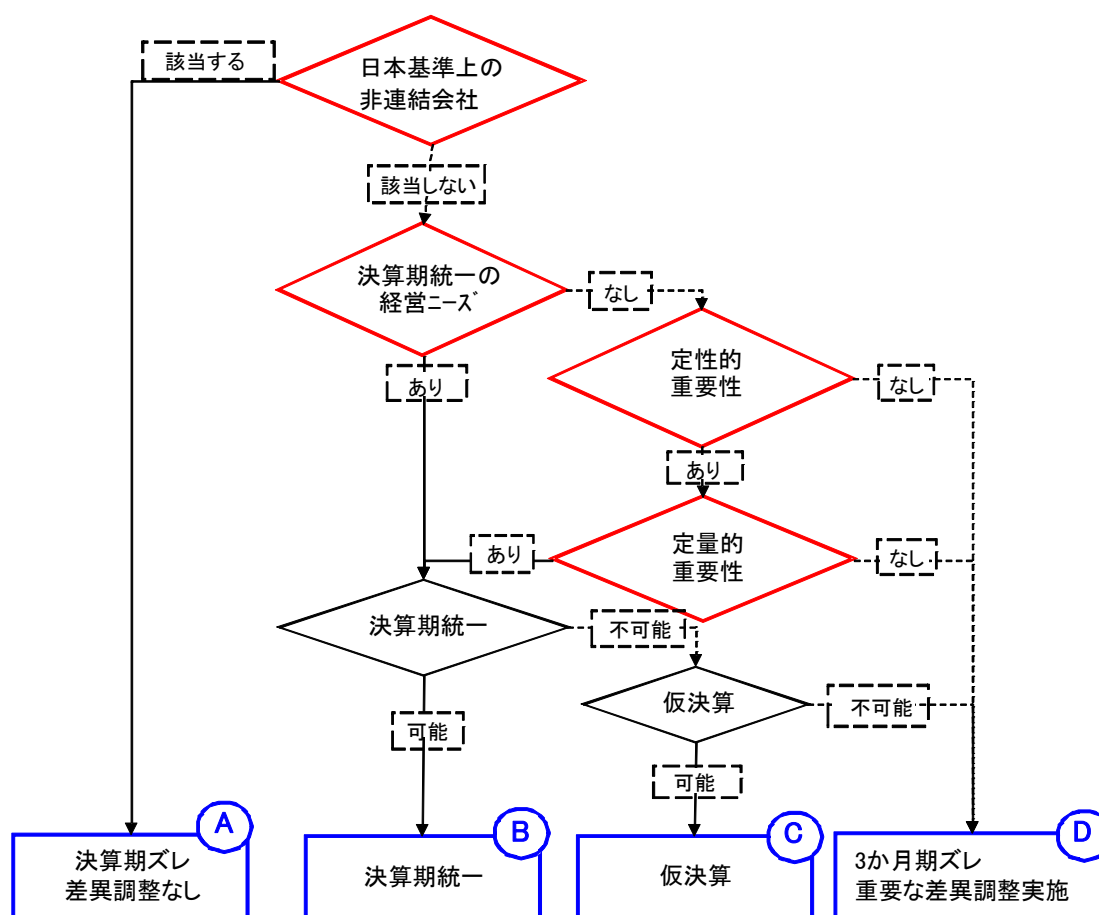 該当する
日本基準上の
非連結会社
該当しない
決算期統一の
経営ﾆｰｽﾞ
なし
定性的
重要性
なし
あり
あり
定量的
重要性
あり
なし
決算期統一
不可能
仮決算
不可能
可能
可能
A
決算期ズレ
差異調整なし
B
決算期統一
C
仮決算
D
3か月期ズレ
重要な差異調整実施